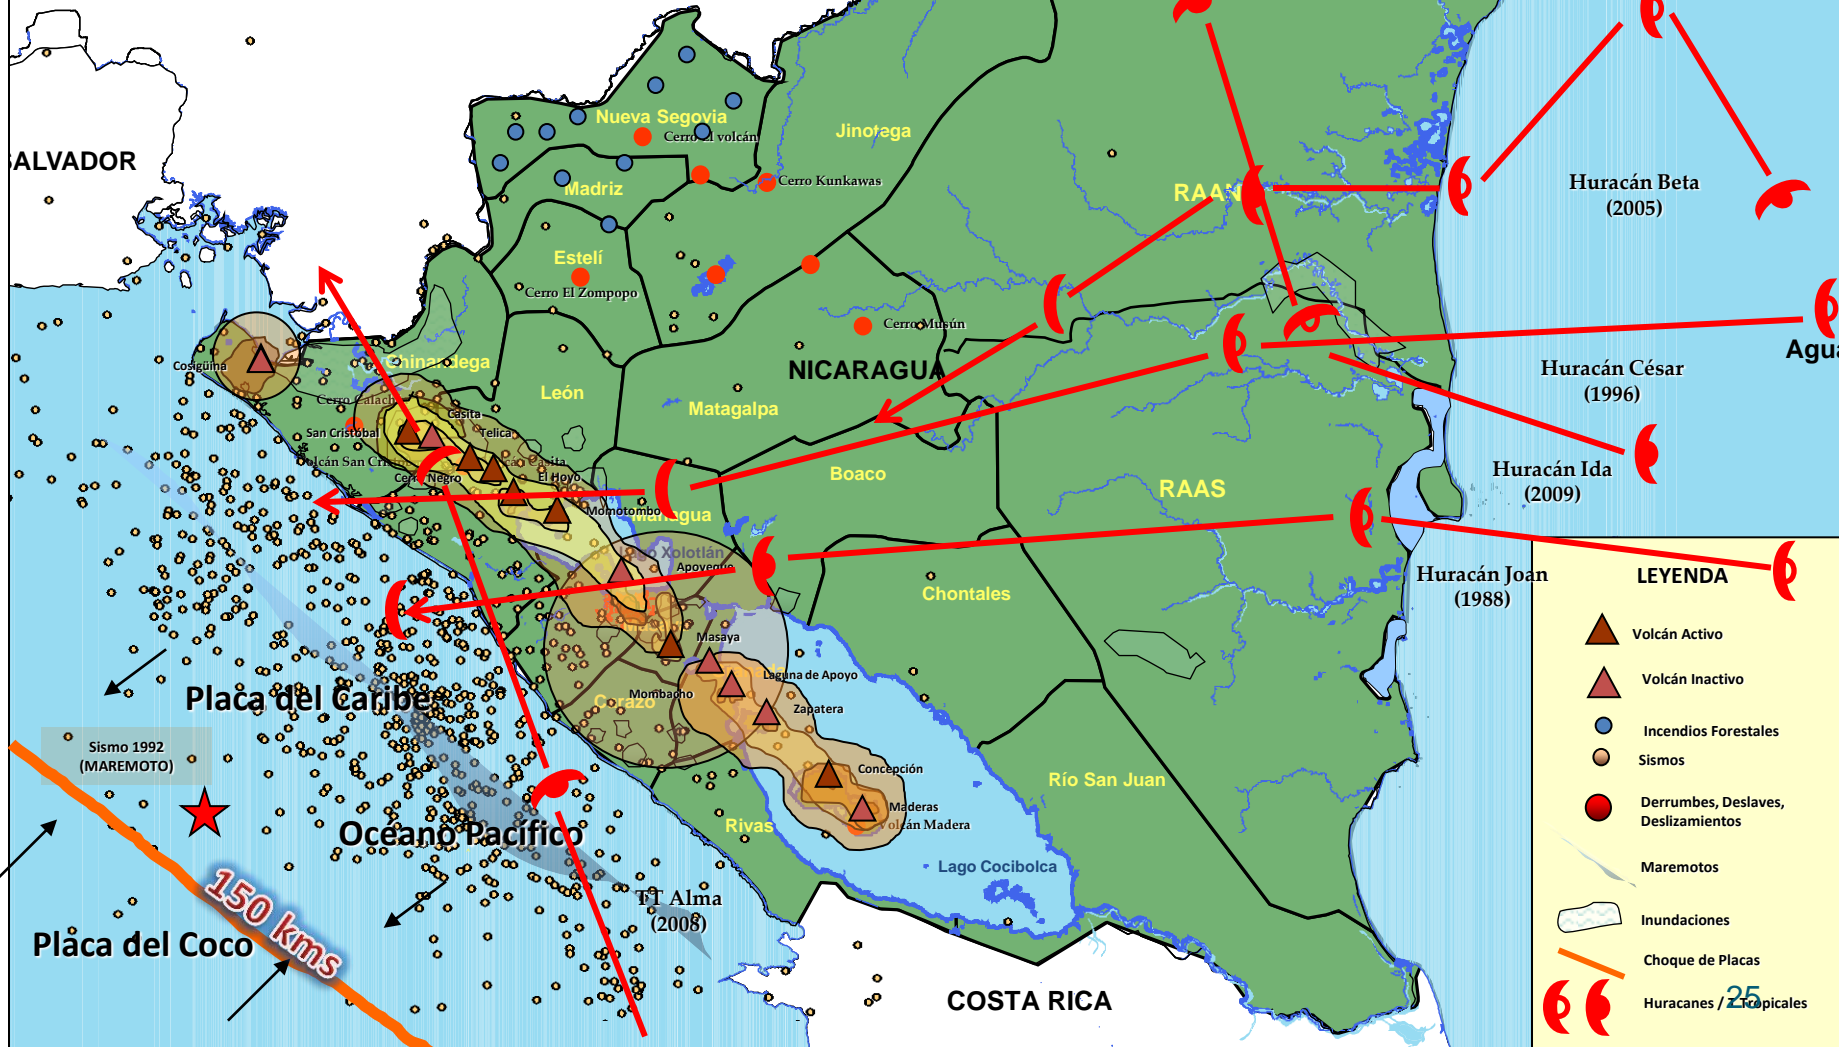 SALVADOR
Nueva Segovia
Cerro el volcán
Jinotega
Madriz
Cerro Kunkawas
RAAN
Huracán Beta
(2005)
Estelí
Cerro El Zompopo
Cerro Musún
NICARAGUA
Cosigüina
Chinandega
León
Matagalpa
Huracán César
(1996)
Agua
Casita
San Cristóbal
Telica
Cerro Negro
El Hoyo
Momotombo
Managua
Boaco
RAAS
Huracán Ida
(2009)
Lago Xolotlán
Apoyeque
Chontales
Huracán Joan
(1988)
Masaya
Laguna de Apoyo
Mombacho
Carazo
Zapatera
Placa del Caribe
Sismo 1992
(MAREMOTO)
Concepción
Maderas
Volcán Madera
Río San Juan
Rivas
Océano Pacífico
Lago Cocibolca
TT Alma
(2008)
150 kms
Placa del Coco
COSTA RICA
LEYENDA
Volcán Activo
Volcán Inactivo
Incendios Forestales
Sismos
Derrumbes, Deslaves,
Deslizamientos
Maremotos
Inundaciones
Choque de Placas
Huracanes / T Tropicales
25